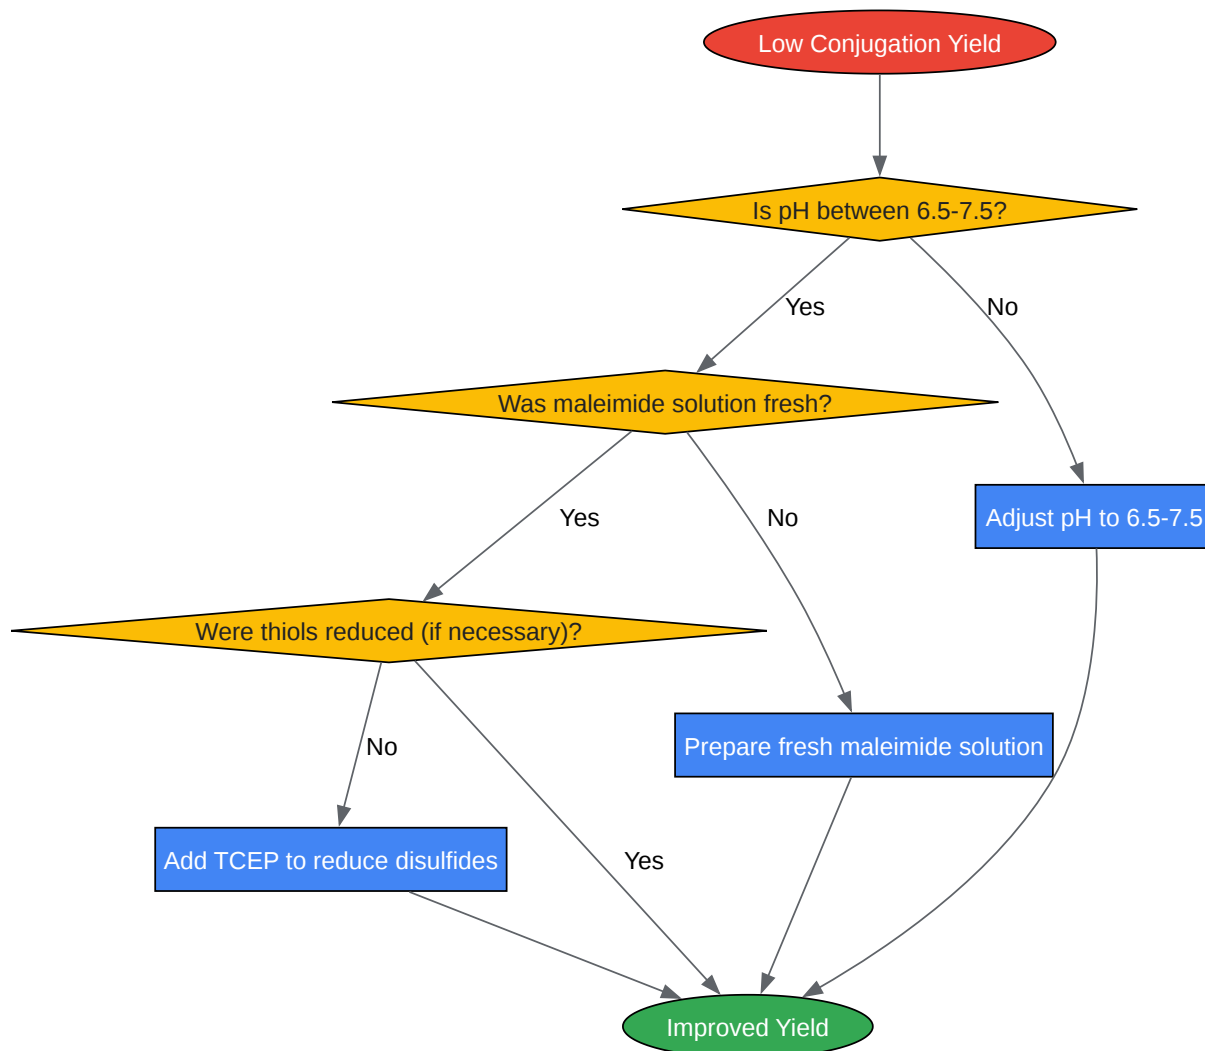 Low Conjugation Yield
Is pH between 6.5-7.5?
Yes
No
Was maleimide solution fresh?
Yes
No
Adjust pH to 6.5-7.5
Were thiols reduced (if necessary)?
No
Prepare fresh maleimide solution
Add TCEP to reduce disulfides
Yes
Improved Yield